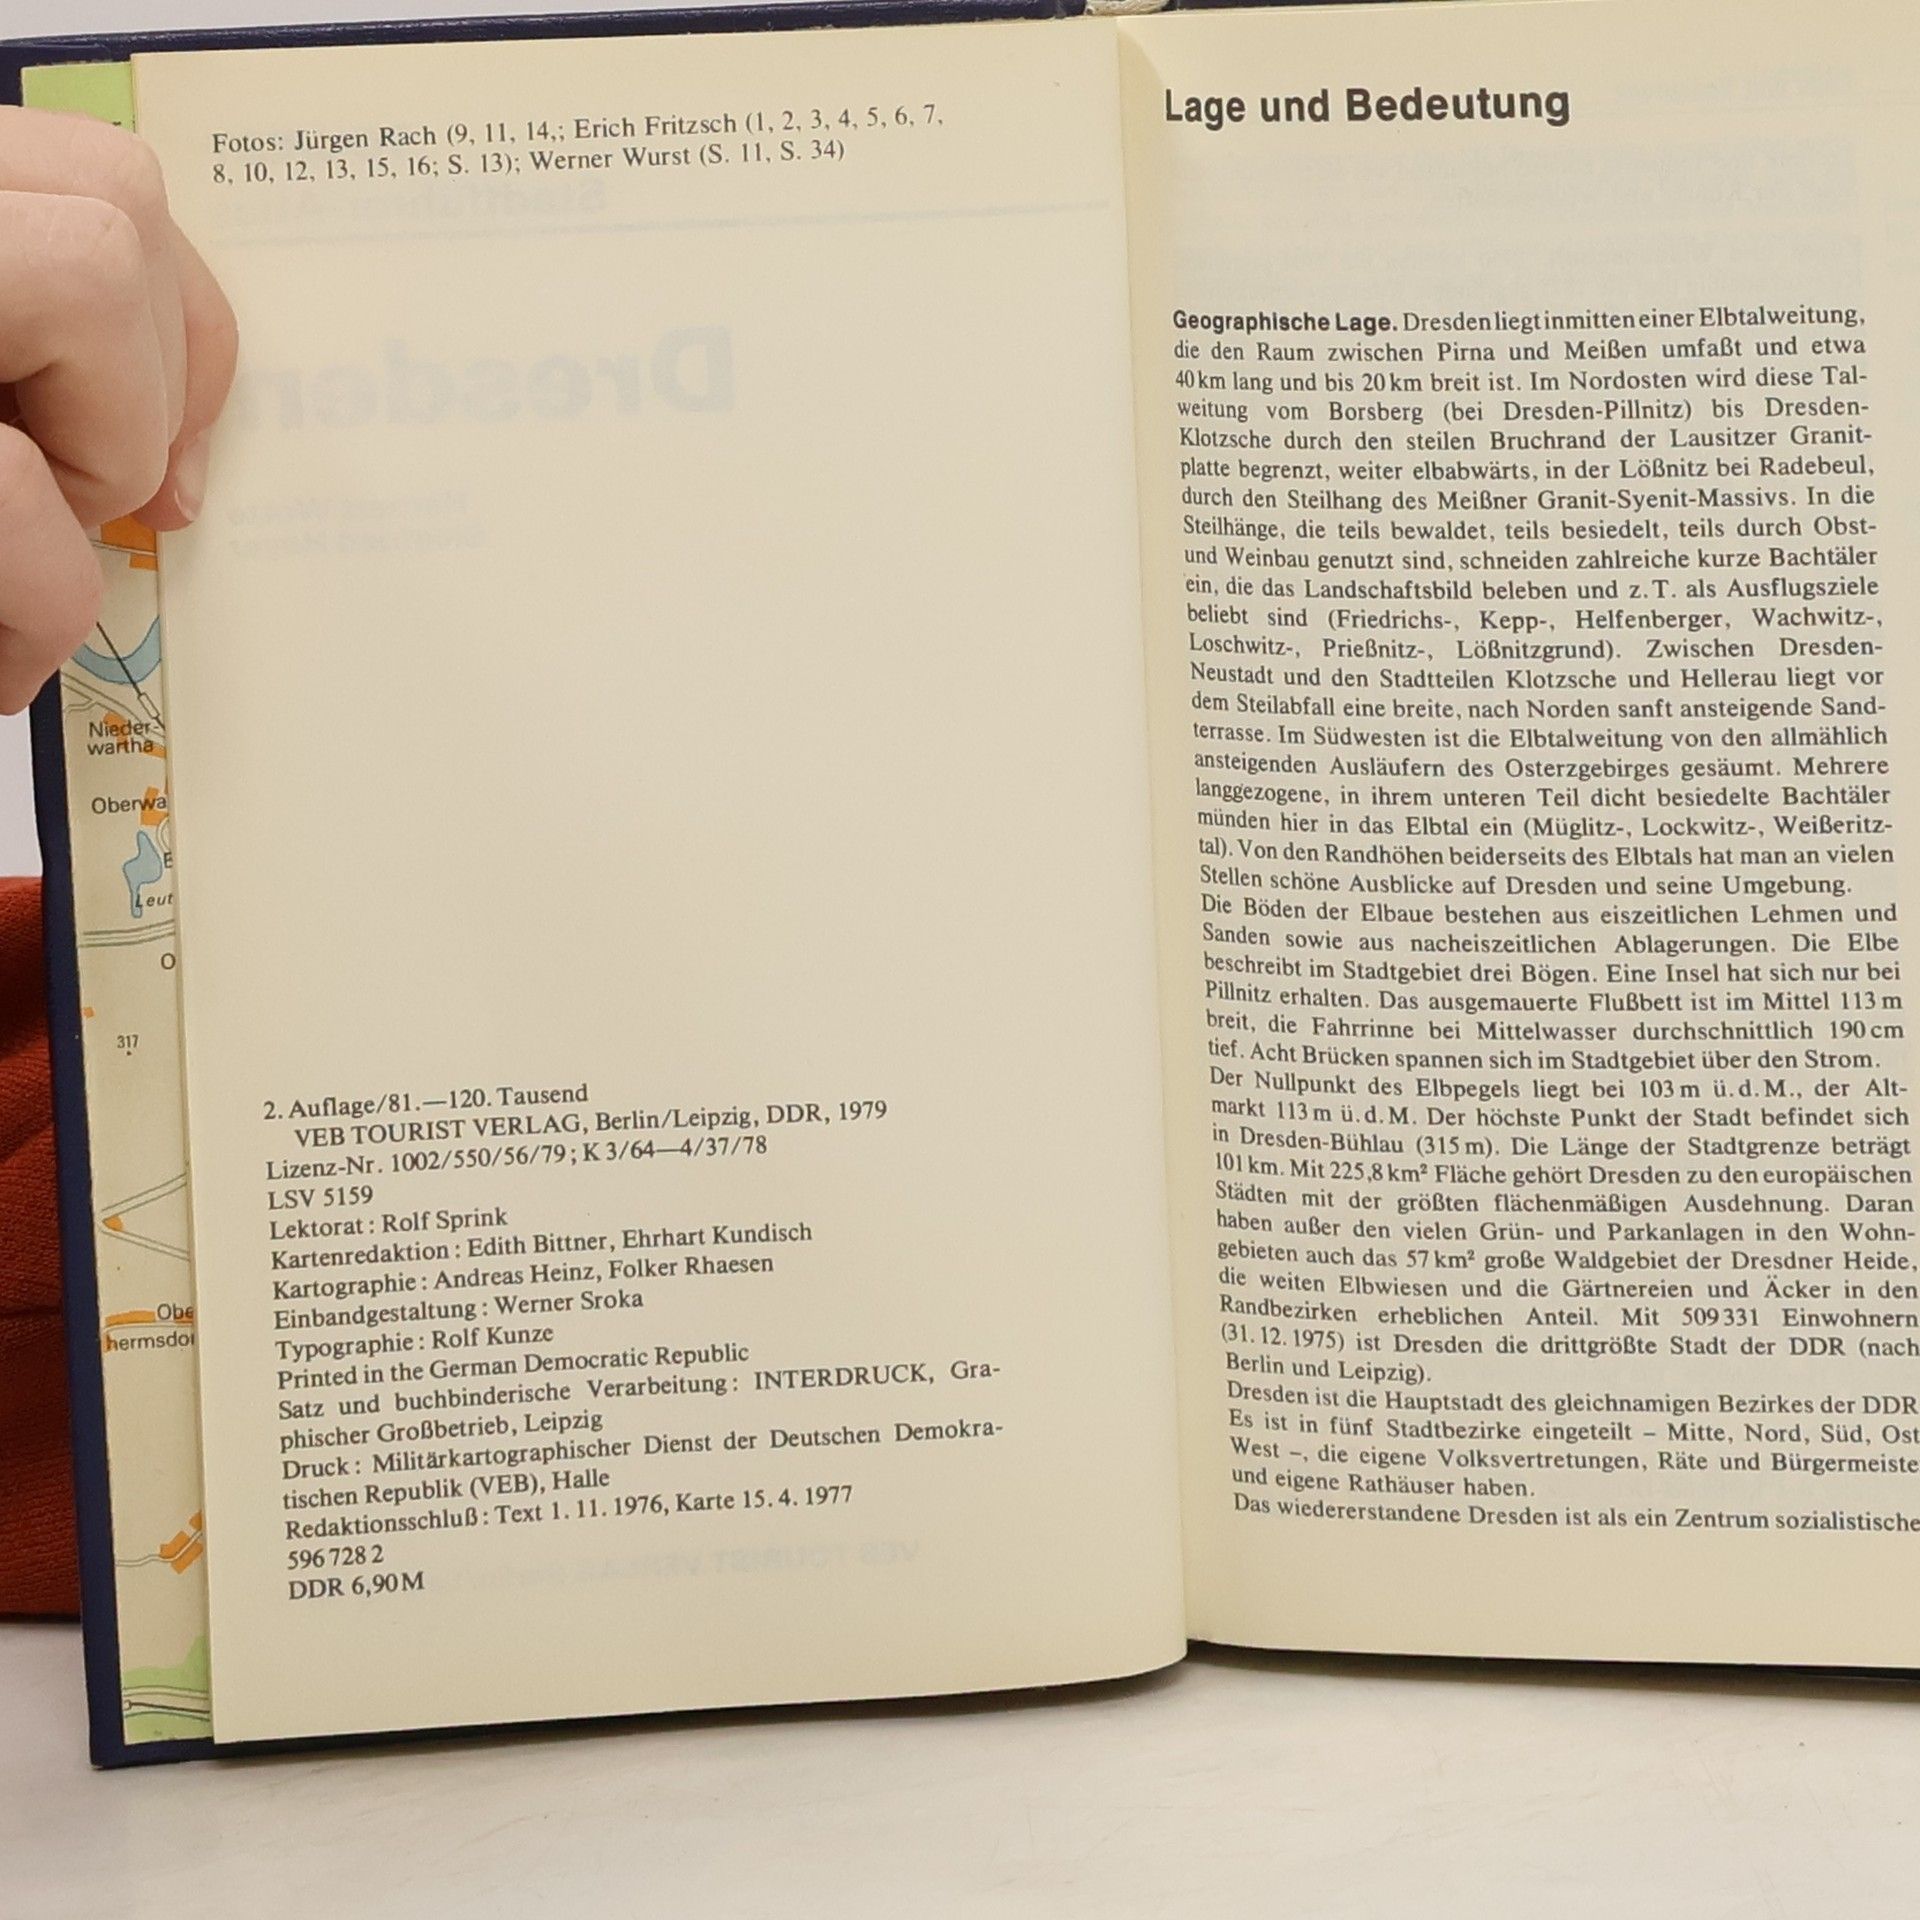 Fotos: Jürgen Rach (9, 11, 14,; Erich Fritzsch (1, 2, 3, 4, 5, 6, 7,
8, 10, 12, 13, 15, 16; S. 13); Werner Wurst (S. 11, S. 34)
Dresden
Nieder-
wartha
Oberwa
Leut
O
317
Obe
hermsdor
2. Auflage/81.—120. Tausend
VEB TOURIST VERLAG, Berlin/Leipzig, DDR, 1979
Lizenz-Nr. 1002/550/56/79; K 3/64—4/37/78
LSV 5159
Lektorat: Rolf Sprink
Kartenredaktion: Edith Bittner, Ehrhart Kundisch
Kartographie: Andreas Heinz, Folker Rhaesen
Einbandgestaltung: Werner Sroka
Typographie: Rolf Kunze
Printed in the German Democratic Republic
Satz und buchbinderische Verarbeitung: INTERDRUCK, Gra-
phischer Großbetrieb, Leipzig
Druck: Militärkartographischer Dienst der Deutschen Demokra-
tischen Republik (VEB), Halle
Redaktionsschluß: Text 1. 11. 1976, Karte 15. 4. 1977
596 728 2
DDR 6,90 M
Lage und Bedeutung
Geographische Lage. Dresden liegt inmitten einer Elbtalweitung,
die den Raum zwischen Pirna und Meißen umfaßt und etwa
40 km lang und bis 20 km breit ist. Im Nordosten wird diese Tal-
weitung vom Borsberg (bei Dresden-Pillnitz) bis Dresden-
Klotzsche durch den steilen Bruchrand der Lausitzer Granit-
platte begrenzt, weiter elbabwärts, in der Lößnitz bei Radebeul,
durch den Steilhang des Meißner Granit-Syenit-Massivs. In die
Steilhänge, die teils bewaldet, teils besiedelt, teils durch Obst-
und Weinbau genutzt sind, schneiden zahlreiche kurze Bachtäler
ein, die das Landschaftsbild beleben und z. T. als Ausflugsziele
beliebt sind (Friedrichs-, Kepp-, Helfenberger, Wachwitz-,
Loschwitz-, Prießnitz-, Lößnitzgrund). Zwischen Dresden-
Neustadt und den Stadtteilen Klotzsche und Hellerau liegt vor
dem Steilabfall eine breite, nach Norden sanft ansteigende Sand-
terrasse. Im Südwesten ist die Elbtalweitung von den allmählich
ansteigenden Ausläufern des Osterzgebirges gesäumt. Mehrere
langgezogene, in ihrem unteren Teil dicht besiedelte Bachtäler
münden hier in das Elbtal ein (Müglitz-, Lockwitz-, Weißeritz-
tal). Von den Randhöhen beiderseits des Elbtals hat man an vielen
Stellen schöne Ausblicke auf Dresden und seine Umgebung.
Die Böden der Elbaue bestehen aus eiszeitlichen Lehmen und
Sanden sowie aus nacheiszeitlichen Ablagerungen. Die Elbe
beschreibt im Stadtgebiet drei Bögen. Eine Insel hat sich nur bei
Pillnitz erhalten. Das ausgemauerte Flußbett ist im Mittel 113 m
breit, die Fahrrinne bei Mittelwasser durchschnittlich 190 cm
tief. Acht Brücken spannen sich im Stadtgebiet über den Strom.
Der Nullpunkt des Elbpegels liegt bei 103 m ü. d. M., der Alt-
markt 113 m ü. d. M. Der höchste Punkt der Stadt befindet sich
in Dresden-Bühlau (315 m). Die Länge der Stadtgrenze beträgt
101 km. Mit 225,8 km² Fläche gehört Dresden zu den europäischen
Städten mit der größten flächenmäßigen Ausdehnung. Daran
haben außer den vielen Grün- und Parkanlagen in den Wohn-
gebieten auch das 57 km² große Waldgebiet der Dresdner Heide,
die weiten Elbwiesen und die Gärtnereien und Äcker in den
Randbezirken erheblichen Anteil. Mit 509 331 Einwohnern
(31. 12. 1975) ist Dresden die drittgrößte Stadt der DDR (nach
Berlin und Leipzig).
Dresden ist die Hauptstadt des gleichnamigen Bezirkes der DDR
Es ist in fünf Stadtbezirke eingeteilt – Mitte, Nord, Süd, Ost
West –, die eigene Volksvertretungen, Räte und Bürgermeiste
und eigene Rathäuser haben.
Das wiedererstandene Dresden ist als ein Zentrum sozialistische